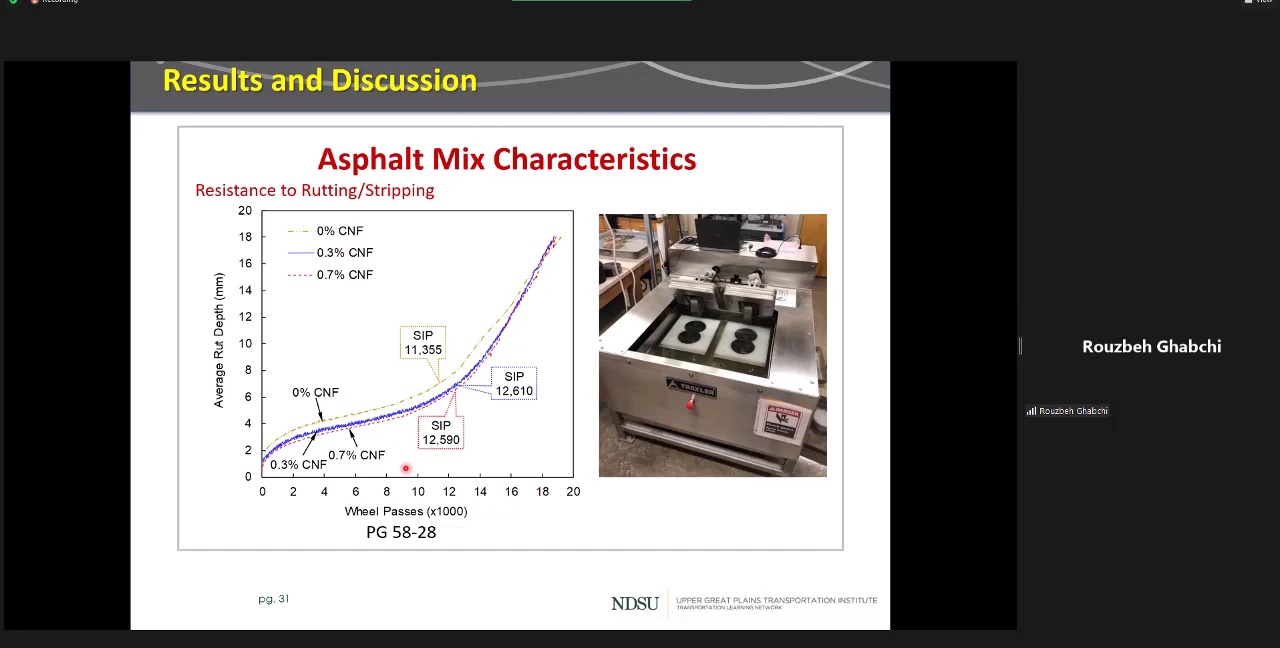 Recording
View
Results and Discussion
Asphalt Mix Characteristics
Resistance to Rutting/Stripping
20
18
16
14
12
10
8
6
4
2
0
Average Rut Depth (mm)
0% CNF
0.3% CNF
0.7% CNF
SIP
11,355
SIP
12,610
SIP
12,590
0% CNF
0.3% CNF
0.7% CNF
0 2 4 6 8 10 12 14 16 18 20
Wheel Passes (x1000)
PG 58-28
TROXLER
DANGER
Rouzbeh Ghabchi
Rouzbeh Ghabchi
pg. 31
NDSU
UPPER GREAT PLAINS TRANSPORTATION INSTITUTE
TRANSPORTATION LEARNING NETWORK